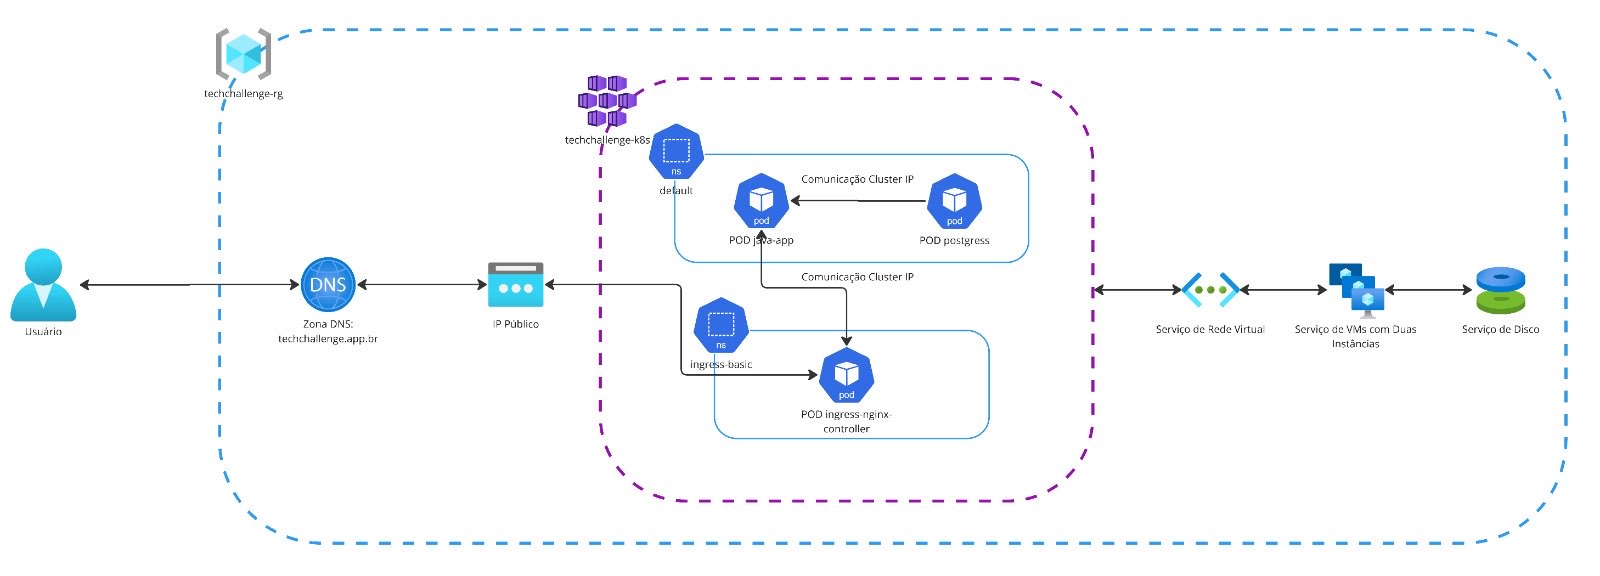 techchallenge-rg
techchallenge-k8s
ns
default
Comunicação Cluster IP
pod
POD java-app
pod
POD postgress
Comunicação Cluster IP
Usuário
DNS
Zona DNS:
techchallenge.app.br
IP Público
ns
ingress-basic
pod
POD ingress-nginx-
controller
Serviço de Rede Virtual
Serviço de VMs com Duas
Instâncias
Serviço de Disco